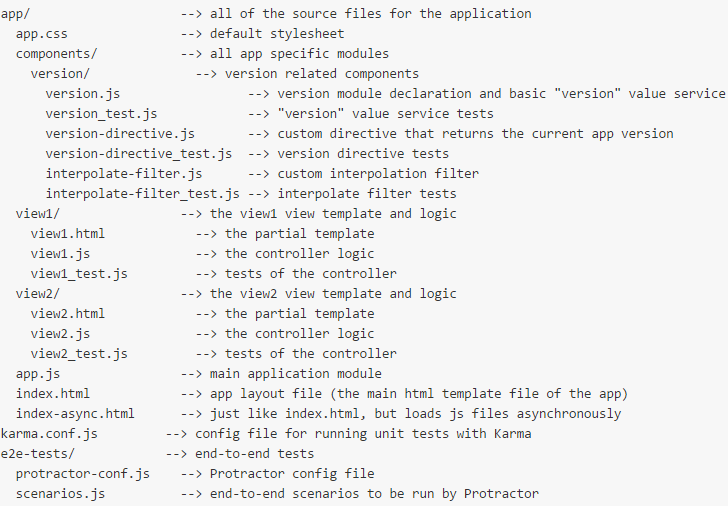 app/                    --> all of the source files for the application
  app.css               --> default stylesheet
  components/           --> all app specific modules
    version/              --> version related components
      version.js                 --> version module declaration and basic "version" value service
      version_test.js            --> "version" value service tests
      version-directive.js       --> custom directive that returns the current app version
      version-directive_test.js  --> version directive tests
      interpolate-filter.js      --> custom interpolation filter
      interpolate-filter_test.js --> interpolate filter tests
  view1/                --> the view1 view template and logic
    view1.html            --> the partial template
    view1.js              --> the controller logic
    view1_test.js         --> tests of the controller
  view2/                --> the view2 view template and logic
    view2.html            --> the partial template
    view2.js              --> the controller logic
    view2_test.js         --> tests of the controller
  app.js                --> main application module
  index.html            --> app layout file (the main html template file of the app)
  index-async.html      --> just like index.html, but loads js files asynchronously
karma.conf.js         --> config file for running unit tests with Karma
e2e-tests/            --> end-to-end tests
  protractor-conf.js    --> Protractor config file
  scenarios.js          --> end-to-end scenarios to be run by Protractor